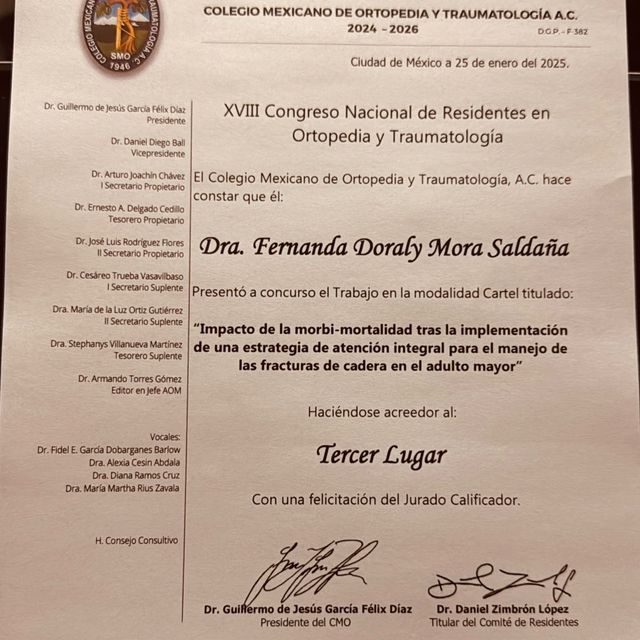 COLEGIO MEXICANO DE ORTOPEDIA Y TRAUMATOLOGÍA A.C.
2024 – 2026
D.G.P. - F-382
SMO
1946
Ciudad de México a 25 de enero del 2025.
Dr. Guillermo de Jesús García Félix Díaz
Presidente
Dr. Daniel Diego Ball
Vicepresidente
Dr. Arturo Joachín Chávez
I Secretario Propietario
Dr. Ernesto A. Delgado Cedillo
Tesorero Propietario
Dr. José Luis Rodríguez Flores
II Secretario Propietario
Dr. Cesáreo Trueba Vasavilbaso
I Secretario Suplente
Dra. María de la Luz Ortiz Gutiérrez
II Secretario Suplente
Dra. Stephanys Villanueva Martínez
Tesorero Suplente
Dr. Armando Torres Gómez
Editor en Jefe AOM
Vocales:
Dr. Fidel E. García Dobarganes Barlow
Dra. Alexia Cesin Abdala
Dra. Diana Ramos Cruz
Dra. María Martha Rius Zavala
H. Consejo Consultivo
XVIII Congreso Nacional de Residentes en
Ortopedia y Traumatología
El Colegio Mexicano de Ortopedia y Traumatología, A.C. hace
constar que él:
Dra. Fernanda Doraly Mora Saldaña
Presentó a concurso el Trabajo en la modalidad Cartel titulado:
“Impacto de la morbi-mortalidad tras la implementación
de una estrategia de atención integral para el manejo de
las fracturas de cadera en el adulto mayor”
Haciéndose acreedor al:
Tercer Lugar
Con una felicitación del Jurado Calificador.
Dr. Guillermo de Jesús García Félix Díaz
Presidente del CMO
Dr. Daniel Zimbrón López
Titular del Comité de Residentes